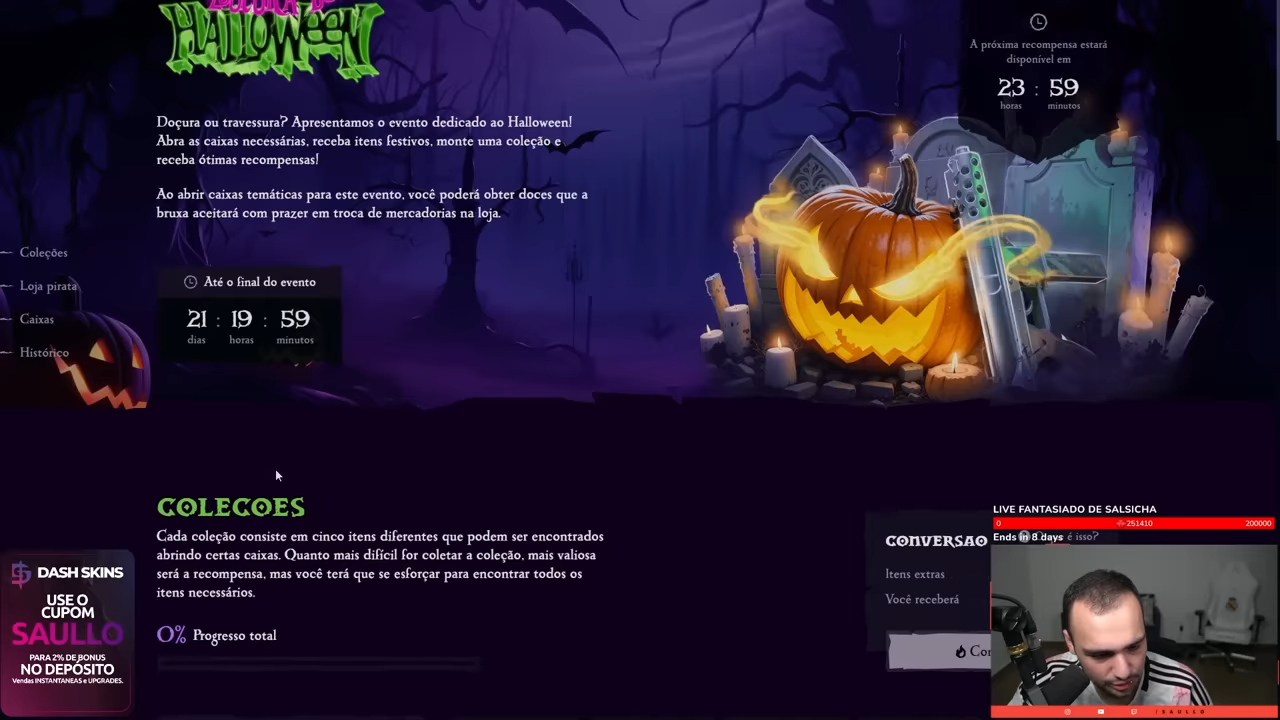 HALLOWEEN
A próxima recompensa estará
disponível em
23 : 59
horas minutos
Doçura ou travessura? Apresentamos o evento dedicado ao Halloween!
Abra as caixas necessárias, receba itens festivos, monte uma coleção e
receba ótimas recompensas!
Ao abrir caixas temáticas para este evento, você poderá obter doces que a
bruxa aceitará com prazer em troca de mercadorias na loja.
Coleções
Loja pirata
Caixas
Histórico
Até o final do evento
21 : 19 : 59
dias horas minutos
COLECOES
Cada coleção consiste em cinco itens diferentes que podem ser encontrados
abrindo certas caixas. Quanto mais difícil for coletar a coleção, mais valiosa
será a recompensa, mas você terá que se esforçar para encontrar todos os
itens necessários.
0% Progresso total
CONVERSAO
Itens extras
Você receberá
LIVE FANTASIADO DE SALSICHA
0 251410 200000
Ends in 8 days
é isso?
DASH SKINS
USE O
CUPOM
SAULLO
PARA 2% DE BONUS
NO DEPÓSITO
Vendas INSTANTANEAS e UPGRADES.
/SAULLO